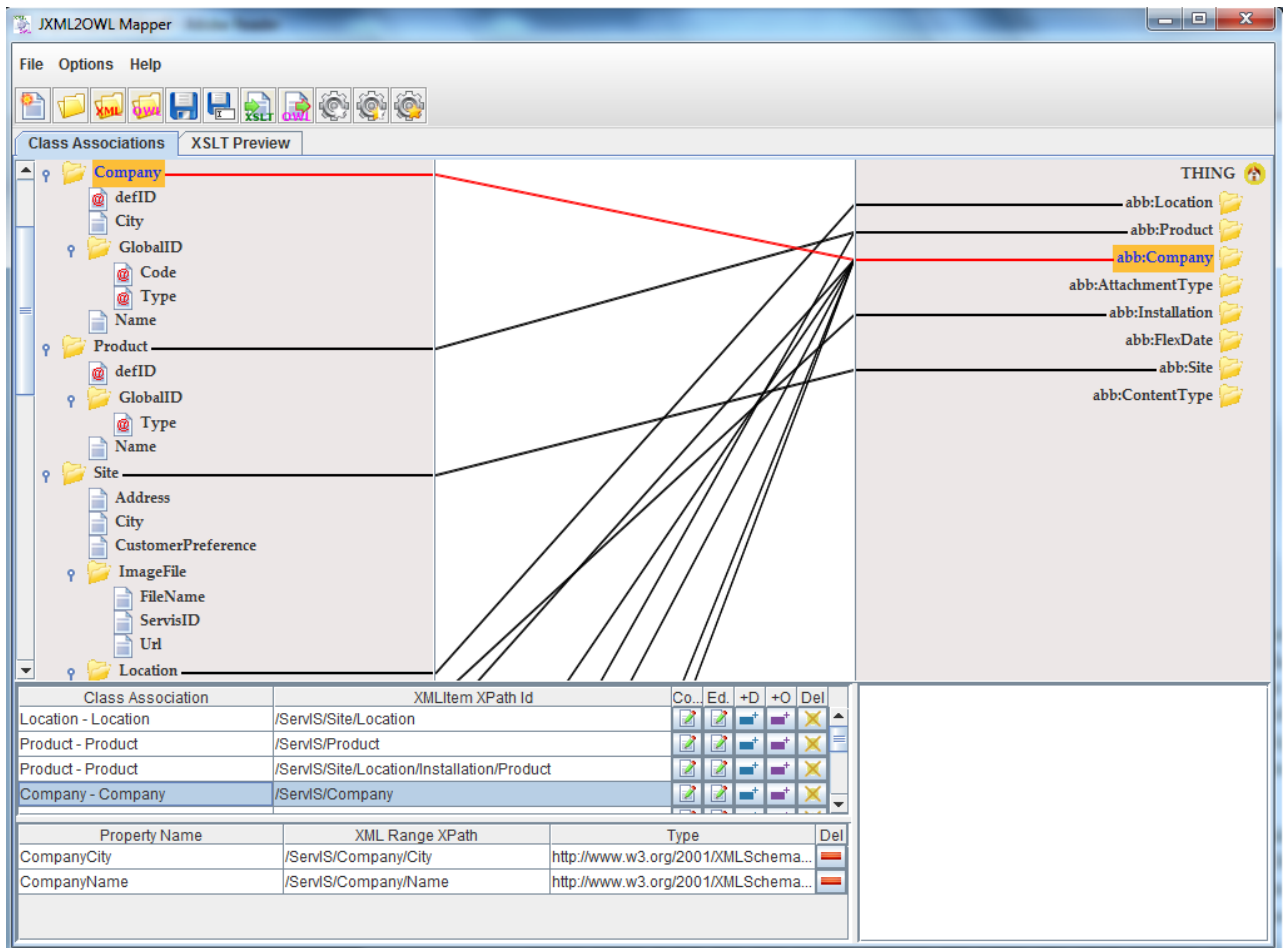 JXML2OWL Mapper
File Options Help
XML OWL XSLT OWL
Class Associations XSLT Preview
Company
defID
City
GlobalID
Code
Type
Name
Product
defID
GlobalID
Type
Name
Site
Address
City
CustomerPreference
ImageFile
FileName
ServisID
Url
Location
THING
abb:Location
abb:Product
abb:Company
abb:AttachmentType
abb:Installation
abb:FlexDate
abb:Site
abb:ContentType
Class Association XMLItem XPath Id Co... Ed. +D +O Del
Location - Location /ServIS/Site/Location
Product - Product /ServIS/Product
Product - Product /ServIS/Site/Location/Installation/Product
Company - Company /ServIS/Company
Property Name XML Range XPath Type Del
CompanyCity /ServIS/Company/City http://www.w3.org/2001/XMLSchema...
CompanyName /ServIS/Company/Name http://www.w3.org/2001/XMLSchema...